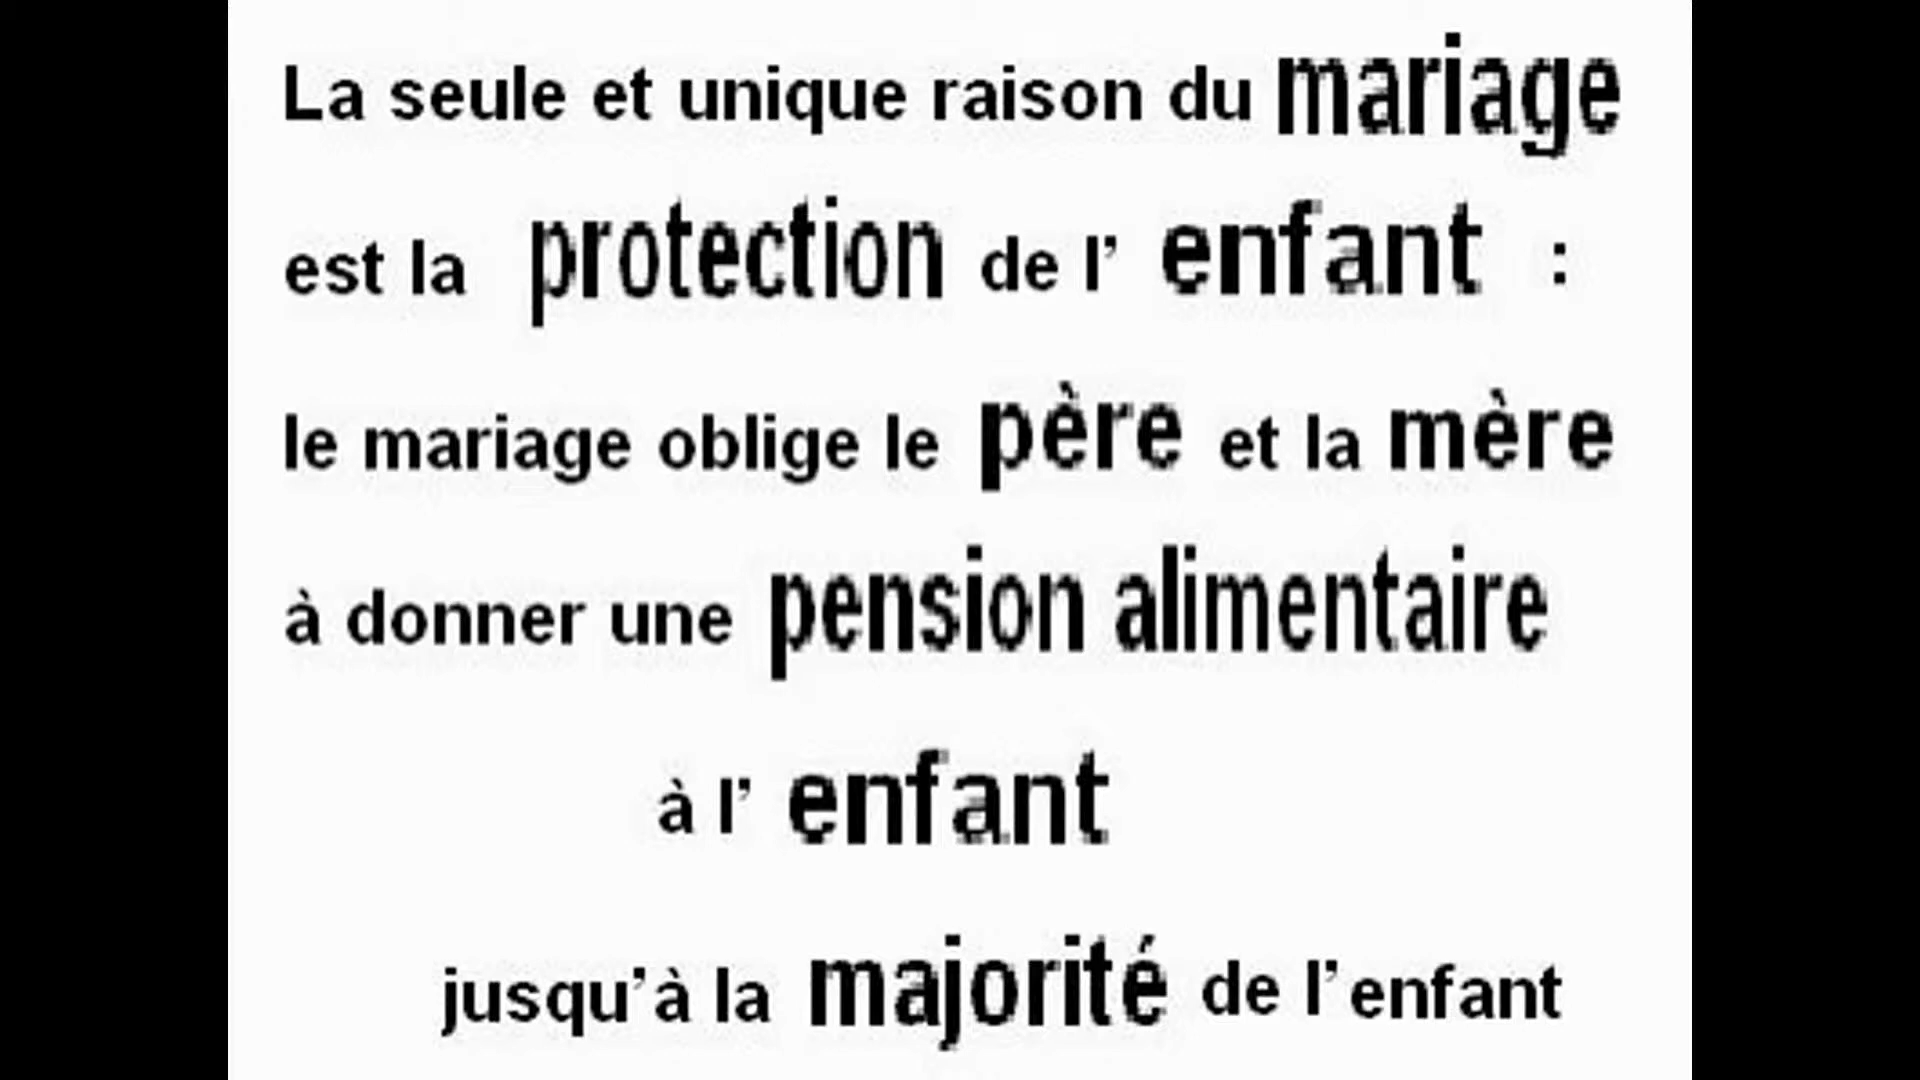 La seule et unique raison du mariage
est la protection de l’ enfant :
le mariage oblige le père et la mère
à donner une pension alimentaire
à l’ enfant
jusqu’à la majorité de l’enfant